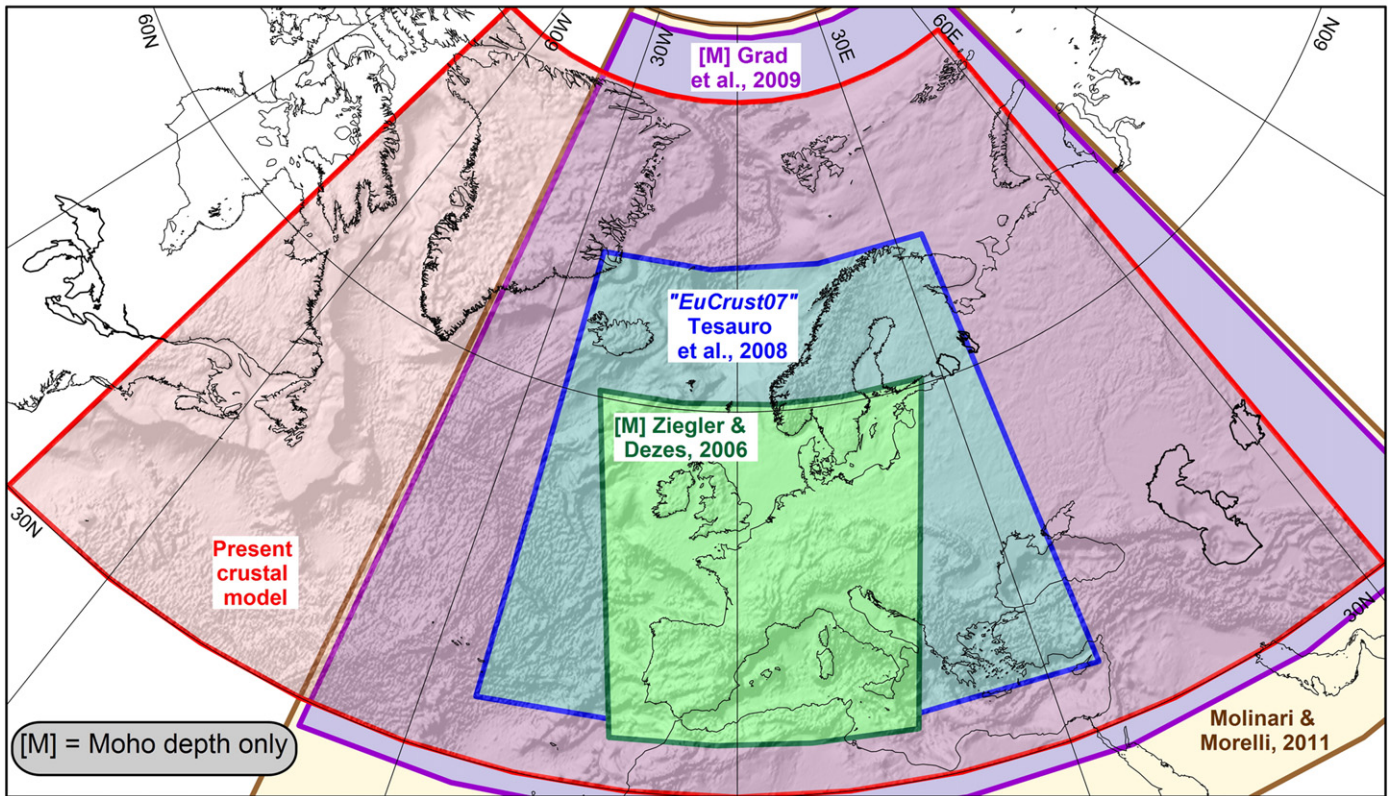 60N
60W
30W
30E
60E
60N
[M] Grad
et al., 2009
"EuCrust07"
Tesauro
et al., 2008
[M] Ziegler &
Dezes, 2006
30N
Present
crustal
model
30N
Molinari &
Morelli, 2011
[M] = Moho depth only